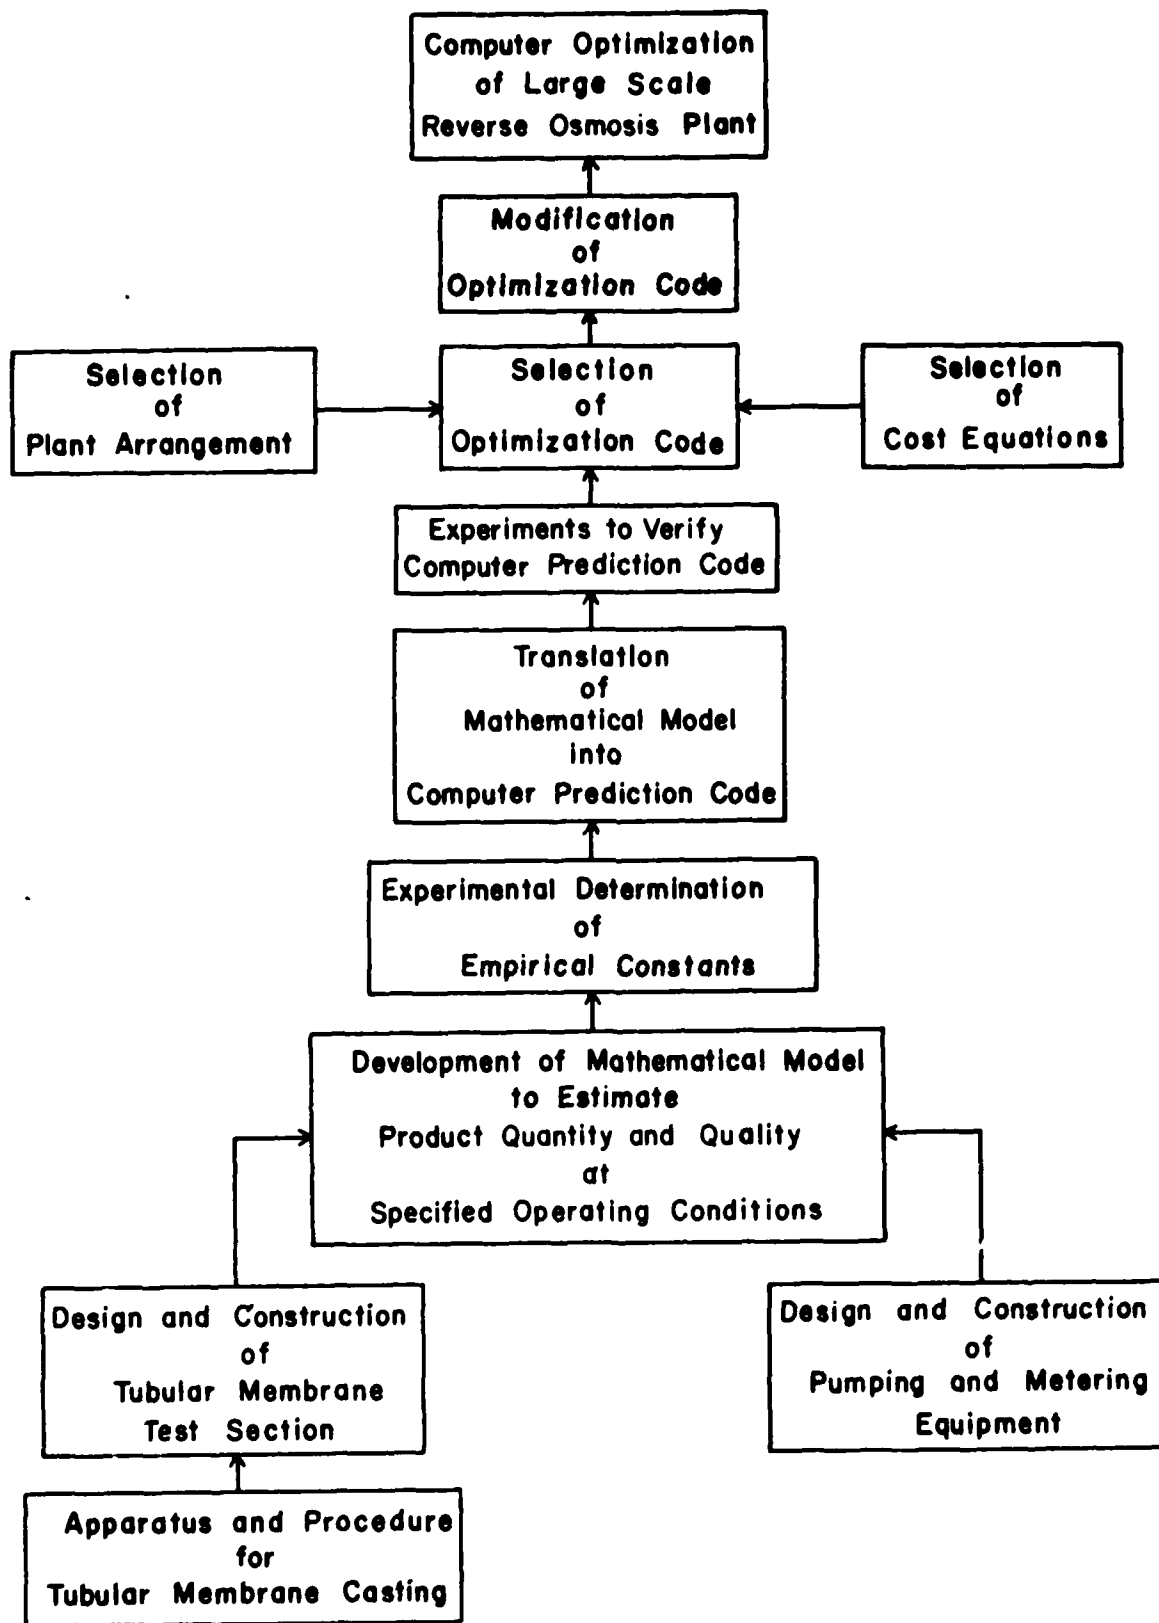 Computer Optimization
of Large Scale
Reverse Osmosis Plant
Modification
of
Optimization Code
Selection
of
Plant Arrangement
Selection
of
Optimization Code
Selection
of
Cost Equations
Experiments to Verify
Computer Prediction Code
Translation
of
Mathematical Model
into
Computer Prediction Code
Experimental Determination
of
Empirical Constants
Development of Mathematical Model
to Estimate
Product Quantity and Quality
at
Specified Operating Conditions
Design and Construction
of
Tubular Membrane
Test Section
Design and Construction
of
Pumping and Metering
Equipment
Apparatus and Procedure
for
Tubular Membrane Casting